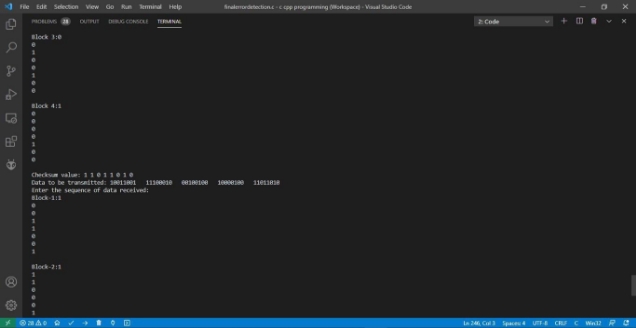 File Edit Selection View Go Run Terminal Help
finalerrordetection.c - c cpp programming (Workspace) - Visual Studio Code
PROBLEMS 28 OUTPUT DEBUG CONSOLE TERMINAL
2: Code
Block 3:0
0
1
0
0
1
0
0
Block 4:1
0
0
0
0
1
0
0
Checksum value: 1 1 0 1 1 0 1 0
Data to be transmitted: 10011001 11100010 00100100 10000100 11011010
Enter the sequence of data received:
Block-1:1
0
0
1
1
0
0
1
Block-2:1
1
1
0
0
0
1
28 0
Ln 246, Col 3 Spaces: 4 UTF-8 CRLF C Win32